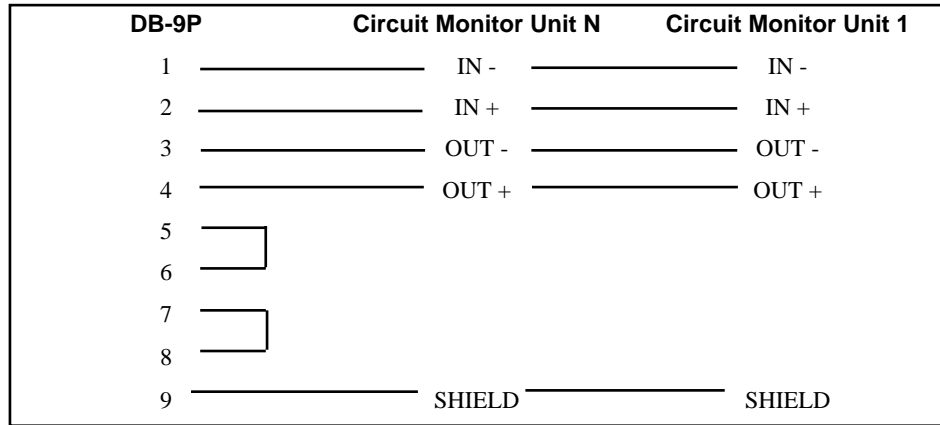 DB-9P Circuit Monitor Unit N Circuit Monitor Unit 1
1 IN - IN -
2 IN + IN +
3 OUT - OUT -
4 OUT + OUT +
5
6
7
8
9 SHIELD SHIELD